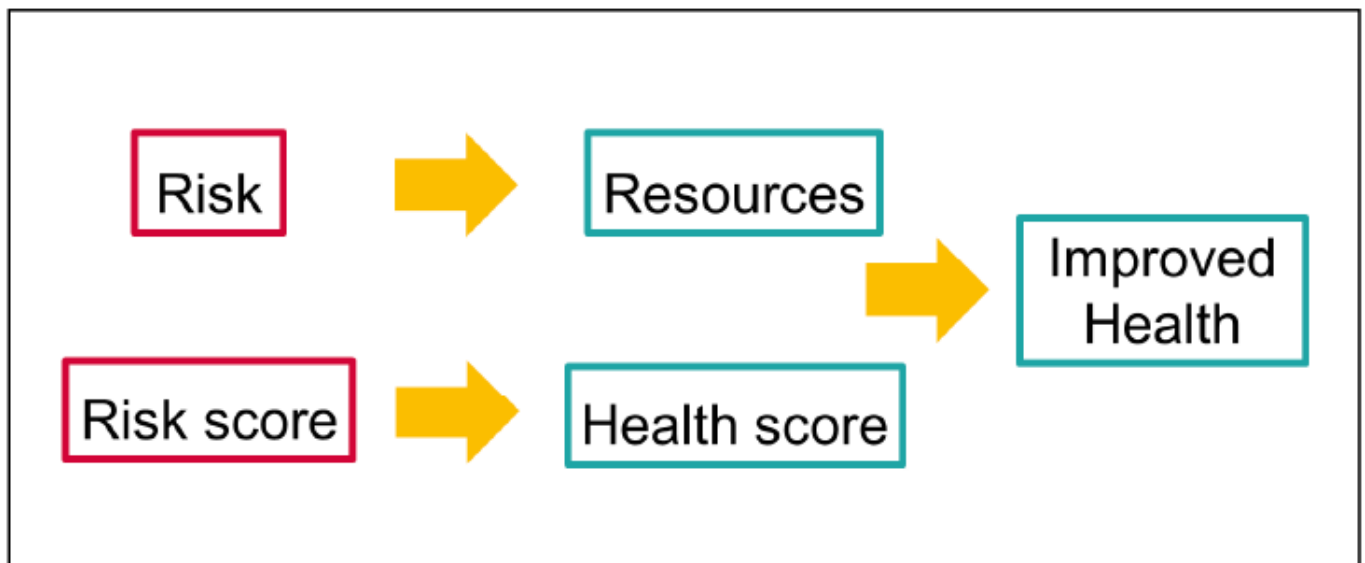 Risk
Resources
Improved
Health
Risk score
Health score